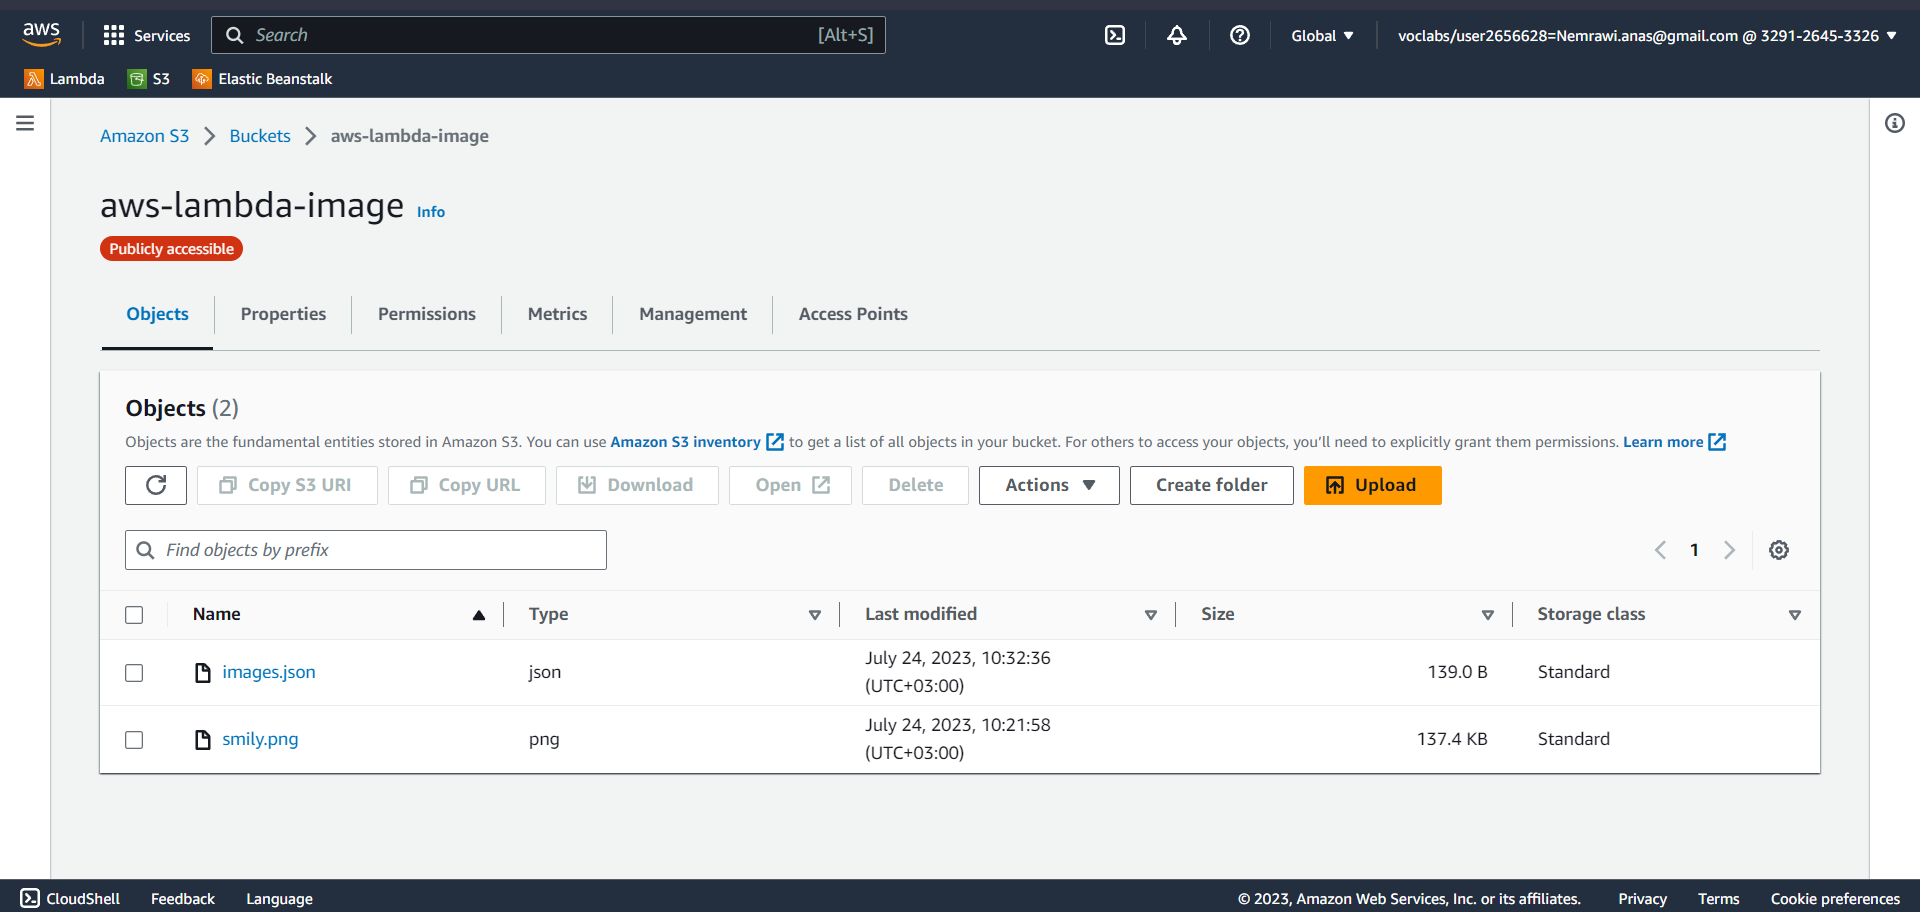 aws
Services
Search
[Alt+S]
Global
voclabs/user2656628=Nemrawi.anas@gmail.com @ 3291-2645-3326
Lambda
S3
Elastic Beanstalk
Amazon S3
Buckets
aws-lambda-image
aws-lambda-image
Info
Publicly accessible
Objects
Properties
Permissions
Metrics
Management
Access Points
Objects (2)
Objects are the fundamental entities stored in Amazon S3. You can use Amazon S3 inventory to get a list of all objects in your bucket. For others to access your objects, you'll need to explicitly grant them permissions. Learn more
Copy S3 URI
Copy URL
Download
Open
Delete
Actions
Create folder
Upload
Find objects by prefix
1
Name
Type
Last modified
Size
Storage class
images.json
json
July 24, 2023, 10:32:36
(UTC+03:00)
139.0 B
Standard
smily.png
png
July 24, 2023, 10:21:58
(UTC+03:00)
137.4 KB
Standard
CloudShell
Feedback
Language
© 2023, Amazon Web Services, Inc. or its affiliates.
Privacy
Terms
Cookie preferences